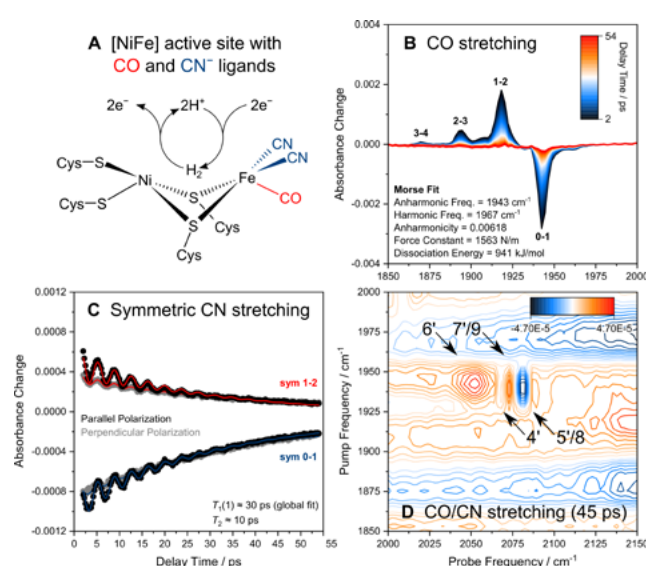 A [NiFe] active site with
CO and CN⁻ ligands
2e⁻ 2H⁺ 2e⁻
H₂
CN
CN
Cys S
Ni
Fe
S
CO
Cys S
S
Cys
Cys
B CO stretching
54
Delay Time / ps
2
Absorbance Change
0.004
0.002
0.000
-0.002
-0.004
3-4
2-3
1-2
0-1
Morse Fit
Anharmonic Freq. = 1943 cm⁻¹
Harmonic Freq. = 1967 cm⁻¹
Anharmonicity = 0.00618
Force Constant = 1563 N/m
Dissociation Energy = 941 kJ/mol
1850 1875 1900 1925 1950 1975 2000
C Symmetric CN stretching
Absorbance Change
0.0012
0.0008
0.0004
0.0000
-0.0004
-0.0008
-0.0012
sym 1-2
Parallel Polarization
Perpendicular Polarization
sym 0-1
T₁(1) ≈ 30 ps (global fit)
T₂ ≈ 10 ps
0 5 10 15 20 25 30 35 40 45 50 55
Delay Time / ps
Pump Frequency / cm⁻¹
2000
1975
1950
1925
1900
1875
1850
-4.70E-5 4.70E-5
6' 7'/9
4' 5'/8
D CO/CN stretching (45 ps)
2000 2025 2050 2075 2100 2125 2150
Probe Frequency / cm⁻¹